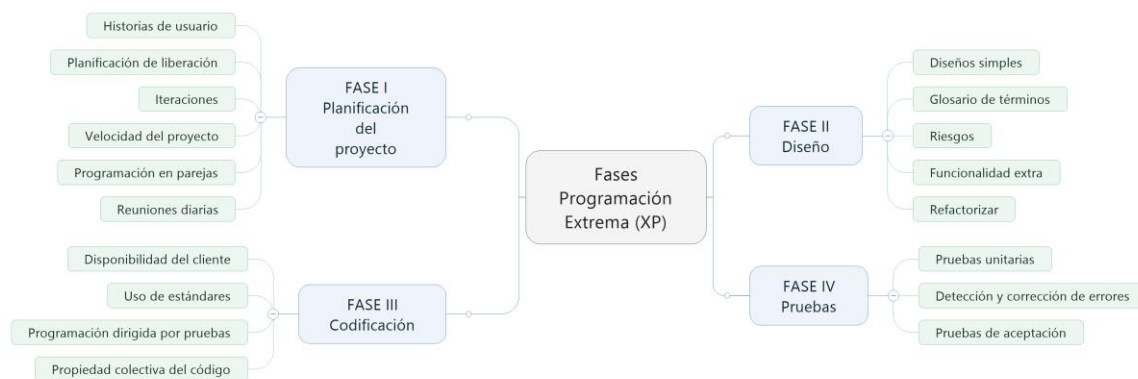 Historias de usuario
Planificación de liberación
Iteraciones
Velocidad del proyecto
Programación en parejas
Reuniones diarias
FASE I
Planificación
del
proyecto
Disponibilidad del cliente
Uso de estándares
Programación dirigida por pruebas
Propiedad colectiva del código
FASE III
Codificación
Fases
Programación
Extrema (XP)
FASE II
Diseño
Diseños simples
Glosario de términos
Riesgos
Funcionalidad extra
Refactorizar
FASE IV
Pruebas
Pruebas unitarias
Detección y corrección de errores
Pruebas de aceptación